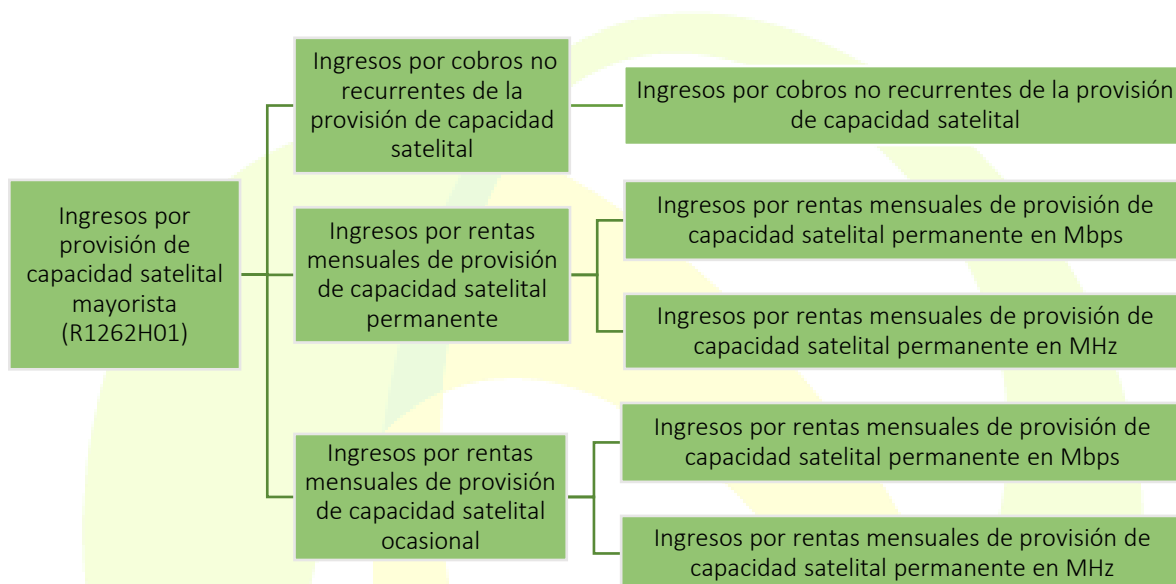 Ingresos por
provisión de
capacidad satelital
mayorista
(R1262H01)
Ingresos por cobros no
recurrentes de la
provisión de capacidad
satelital
Ingresos por cobros no recurrentes de la provisión
de capacidad satelital
Ingresos por rentas
mensuales de provisión
de capacidad satelital
permanente
Ingresos por rentas mensuales de provisión de
capacidad satelital permanente en Mbps
Ingresos por rentas mensuales de provisión de
capacidad satelital permanente en MHz
Ingresos por rentas
mensuales de provisión
de capacidad satelital
ocasional
Ingresos por rentas mensuales de provisión de
capacidad satelital permanente en Mbps
Ingresos por rentas mensuales de provisión de
capacidad satelital permanente en MHz